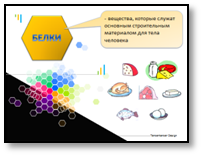 БЕЛКИ
- вещества, которые служат
основным строительным
материалом для тела
человека